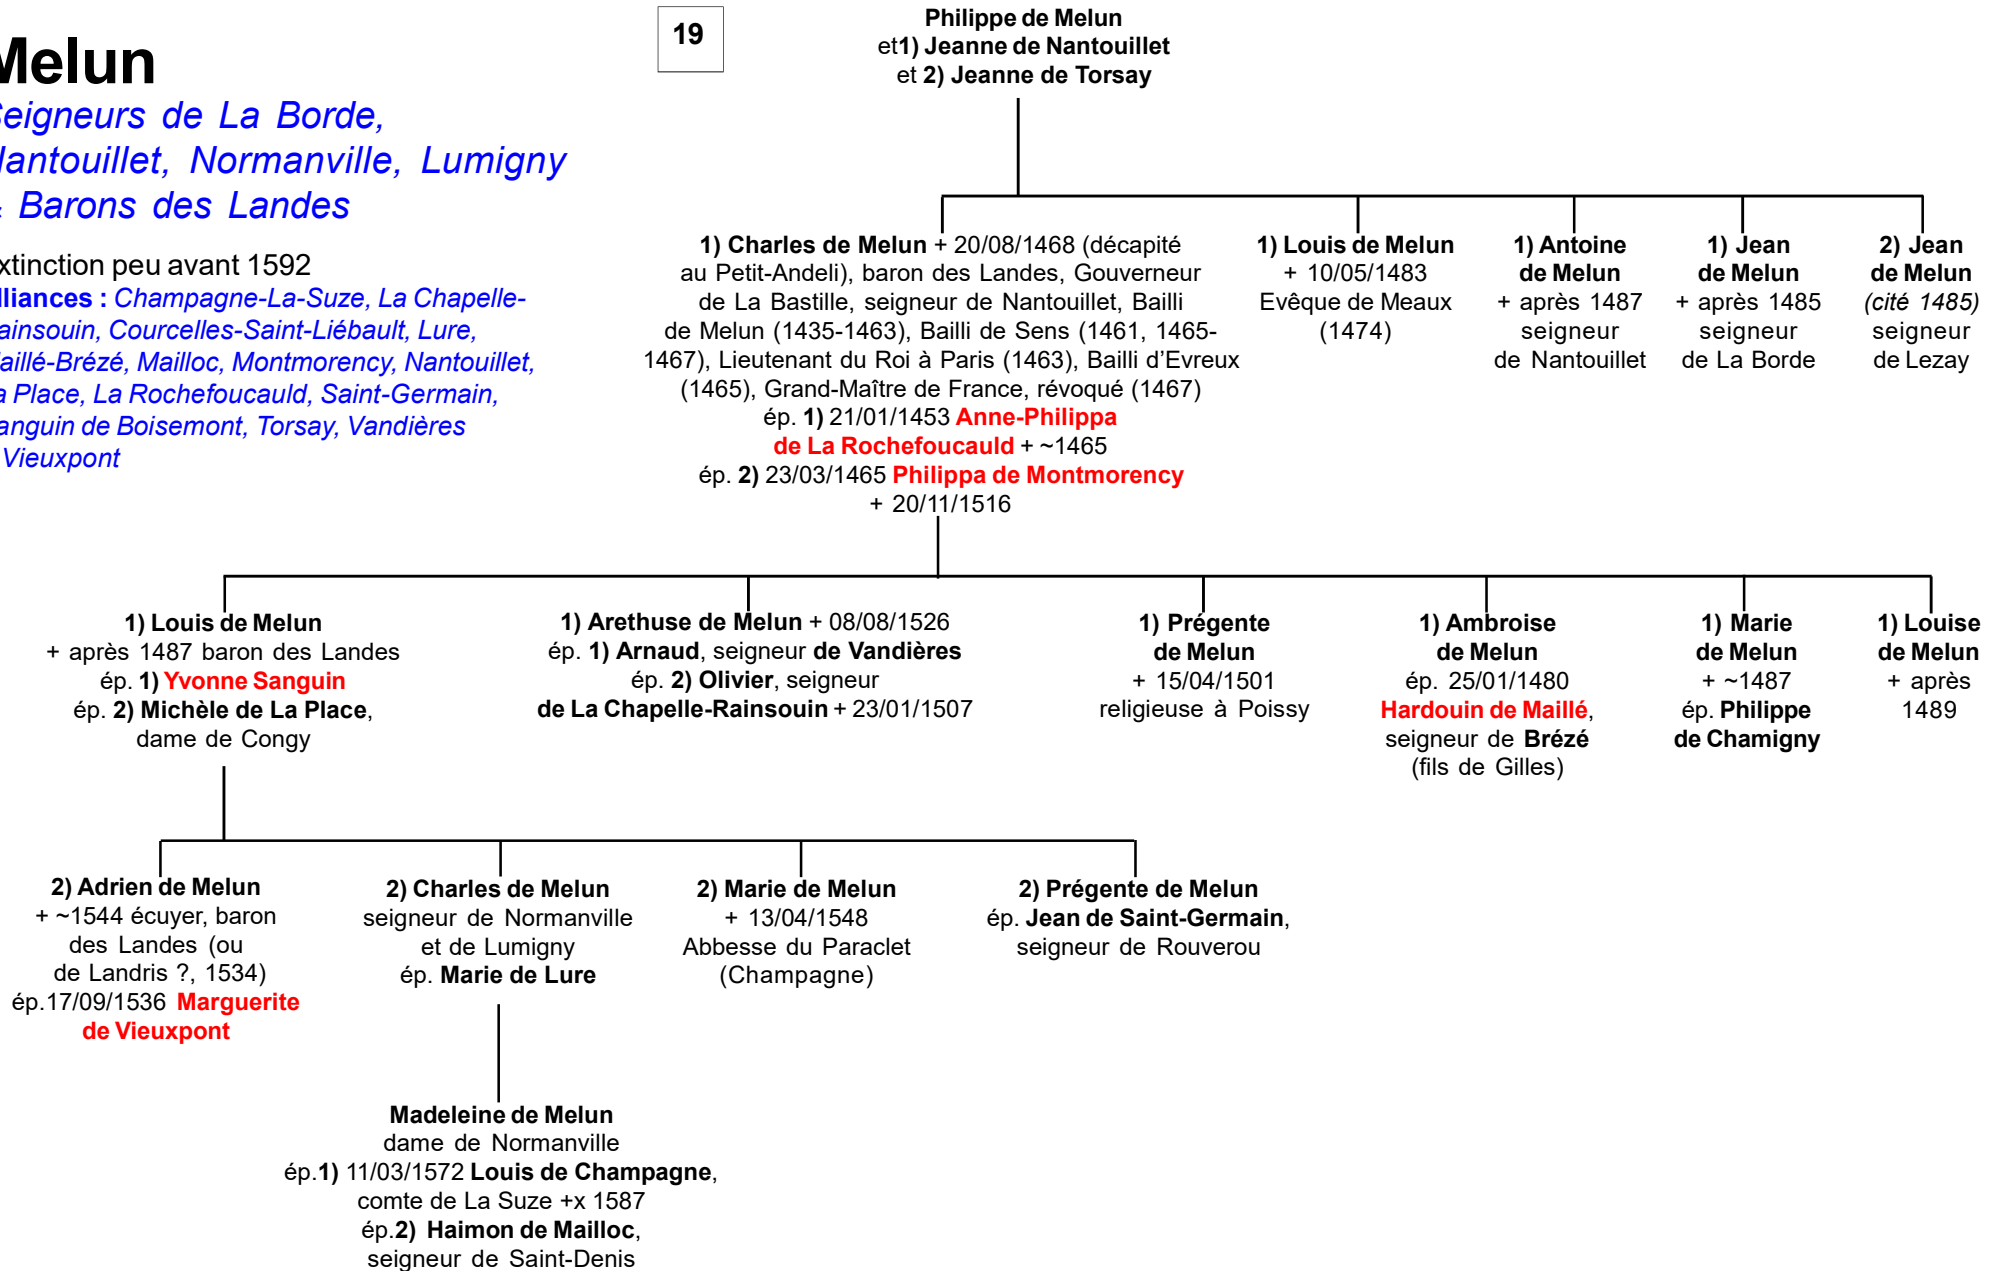 19
Philippe de Melun
et1) Jeanne de Nantouillet
et 2) Jeanne de Torsay
Melun
Seigneurs de La Borde,
Nantouillet, Normanville, Lumigny
& Barons des Landes
xtinction peu avant 1592
lliances : Champagne-La-Suze, La Chapelle-
ainsouin, Courcelles-Saint-Liébault, Lure,
aillé-Brézé, Mailloc, Montmorency, Nantouillet,
a Place, La Rochefoucauld, Saint-Germain,
anguin de Boisemont, Torsay, Vandières
Vieuxpont
1) Charles de Melun + 20/08/1468 (décapité
au Petit-Andeli), baron des Landes, Gouverneur
de La Bastille, seigneur de Nantouillet, Bailli
de Melun (1435-1463), Bailli de Sens (1461, 1465-
1467), Lieutenant du Roi à Paris (1463), Bailli d'Evreux
(1465), Grand-Maître de France, révoqué (1467)
ép. 1) 21/01/1453 Anne-Philippa
de La Rochefoucauld + ~1465
ép. 2) 23/03/1465 Philippa de Montmorency
+ 20/11/1516
1) Louis de Melun
+ 10/05/1483
Evêque de Meaux
(1474)
1) Antoine
de Melun
+ après 1487
seigneur
de Nantouillet
1) Jean
de Melun
+ après 1485
seigneur
de La Borde
2) Jean
de Melun
(cité 1485)
seigneur
de Lezay
1) Louis de Melun
+ après 1487 baron des Landes
ép. 1) Yvonne Sanguin
ép. 2) Michèle de La Place,
dame de Congy
1) Arethuse de Melun + 08/08/1526
ép. 1) Arnaud, seigneur de Vandières
ép. 2) Olivier, seigneur
de La Chapelle-Rainsouin + 23/01/1507
1) Prégente
de Melun
+ 15/04/1501
religieuse à Poissy
1) Ambroise
de Melun
ép. 25/01/1480
Hardouin de Maillé,
seigneur de Brézé
(fils de Gilles)
1) Marie
de Melun
+ ~1487
ép. Philippe
de Chamigny
1) Louise
de Melun
+ après
1489
2) Adrien de Melun
+ ~1544 écuyer, baron
des Landes (ou
de Landris ?, 1534)
ép.17/09/1536 Marguerite
de Vieuxpont
2) Charles de Melun
seigneur de Normanville
et de Lumigny
ép. Marie de Lure
2) Marie de Melun
+ 13/04/1548
Abbesse du Paraclet
(Champagne)
2) Prégente de Melun
ép. Jean de Saint-Germain,
seigneur de Rouverou
Madeleine de Melun
dame de Normanville
ép.1) 11/03/1572 Louis de Champagne,
comte de La Suze +x 1587
ép.2) Haimon de Mailloc,
seigneur de Saint-Denis